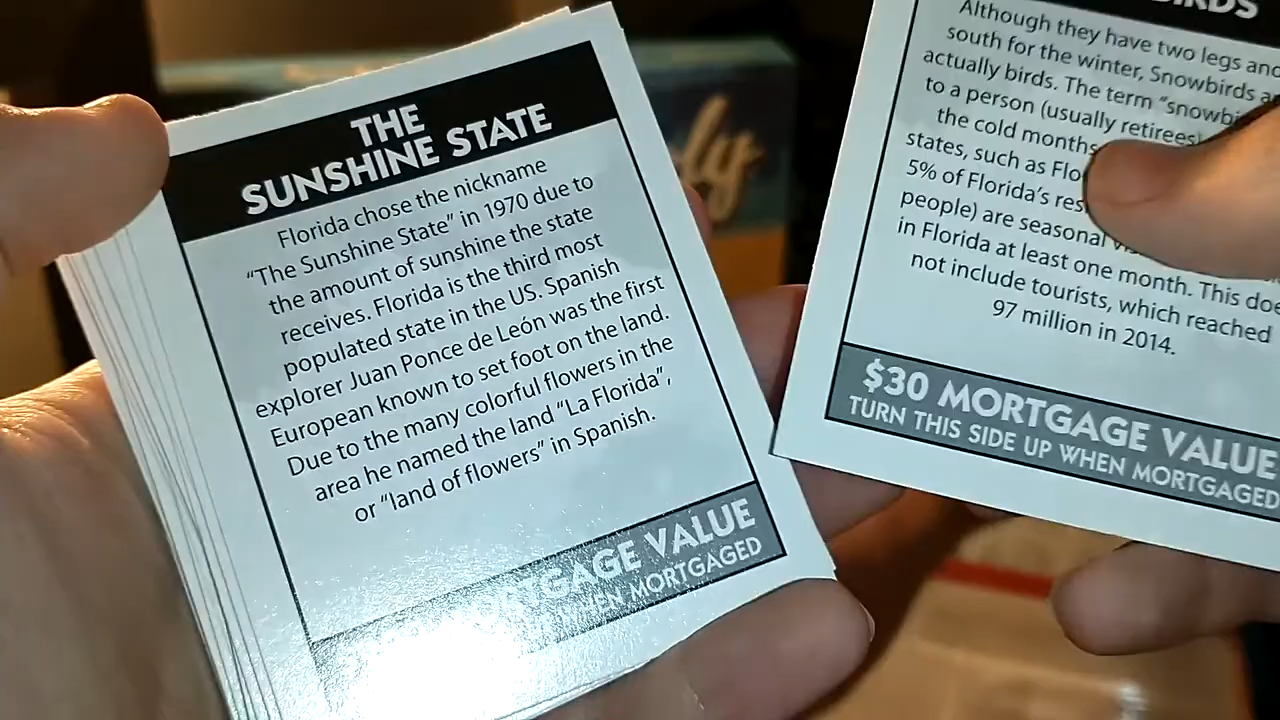 THE
SUNSHINE STATE
Florida chose the nickname
"The Sunshine State" in 1970 due to
the amount of sunshine the state
receives. Florida is the third most
populated state in the US. Spanish
explorer Juan Ponce de León was the first
European known to set foot on the land.
Due to the many colorful flowers in the
area he named the land "La Florida",
or "land of flowers" in Spanish.
VALUE
MORTGAGED
Although they have two legs and
south for the winter, Snowbirds
actually birds. The term
to a person (usually retirees)
the cold months
states, such as
5% of Florida's
people) are seasonal
in Florida at least one month. This
not include tourists, which reached
97 million in 2014.
$30 MORTGAGE VALUE
TURN THIS SIDE UP WHEN MORTGAGED